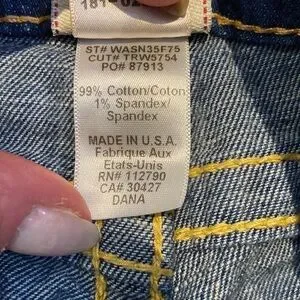 ST# WASN35F75
CUT# TRW5754
PO# 87913
99% Cotton/Coton
1% Spandex/
Spandex
MADE IN U.S.A.
Fabrique Aux
Etats-Unis
RN# 112790
CA# 30427
DANA